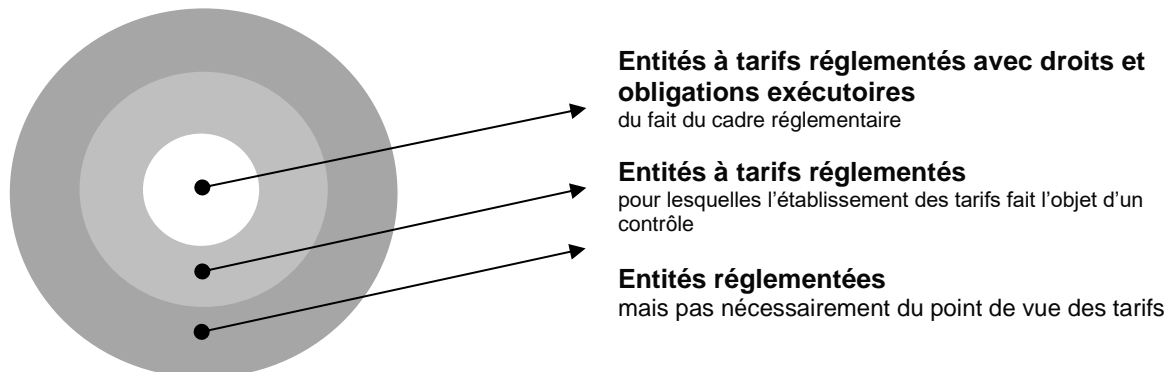 Entités à tarifs réglementés avec droits et
obligations exécutoires
du fait du cadre réglementaire
Entités à tarifs réglementés
pour lesquelles l’établissement des tarifs fait l’objet d’un
contrôle
Entités réglementées
mais pas nécessairement du point de vue des tarifs